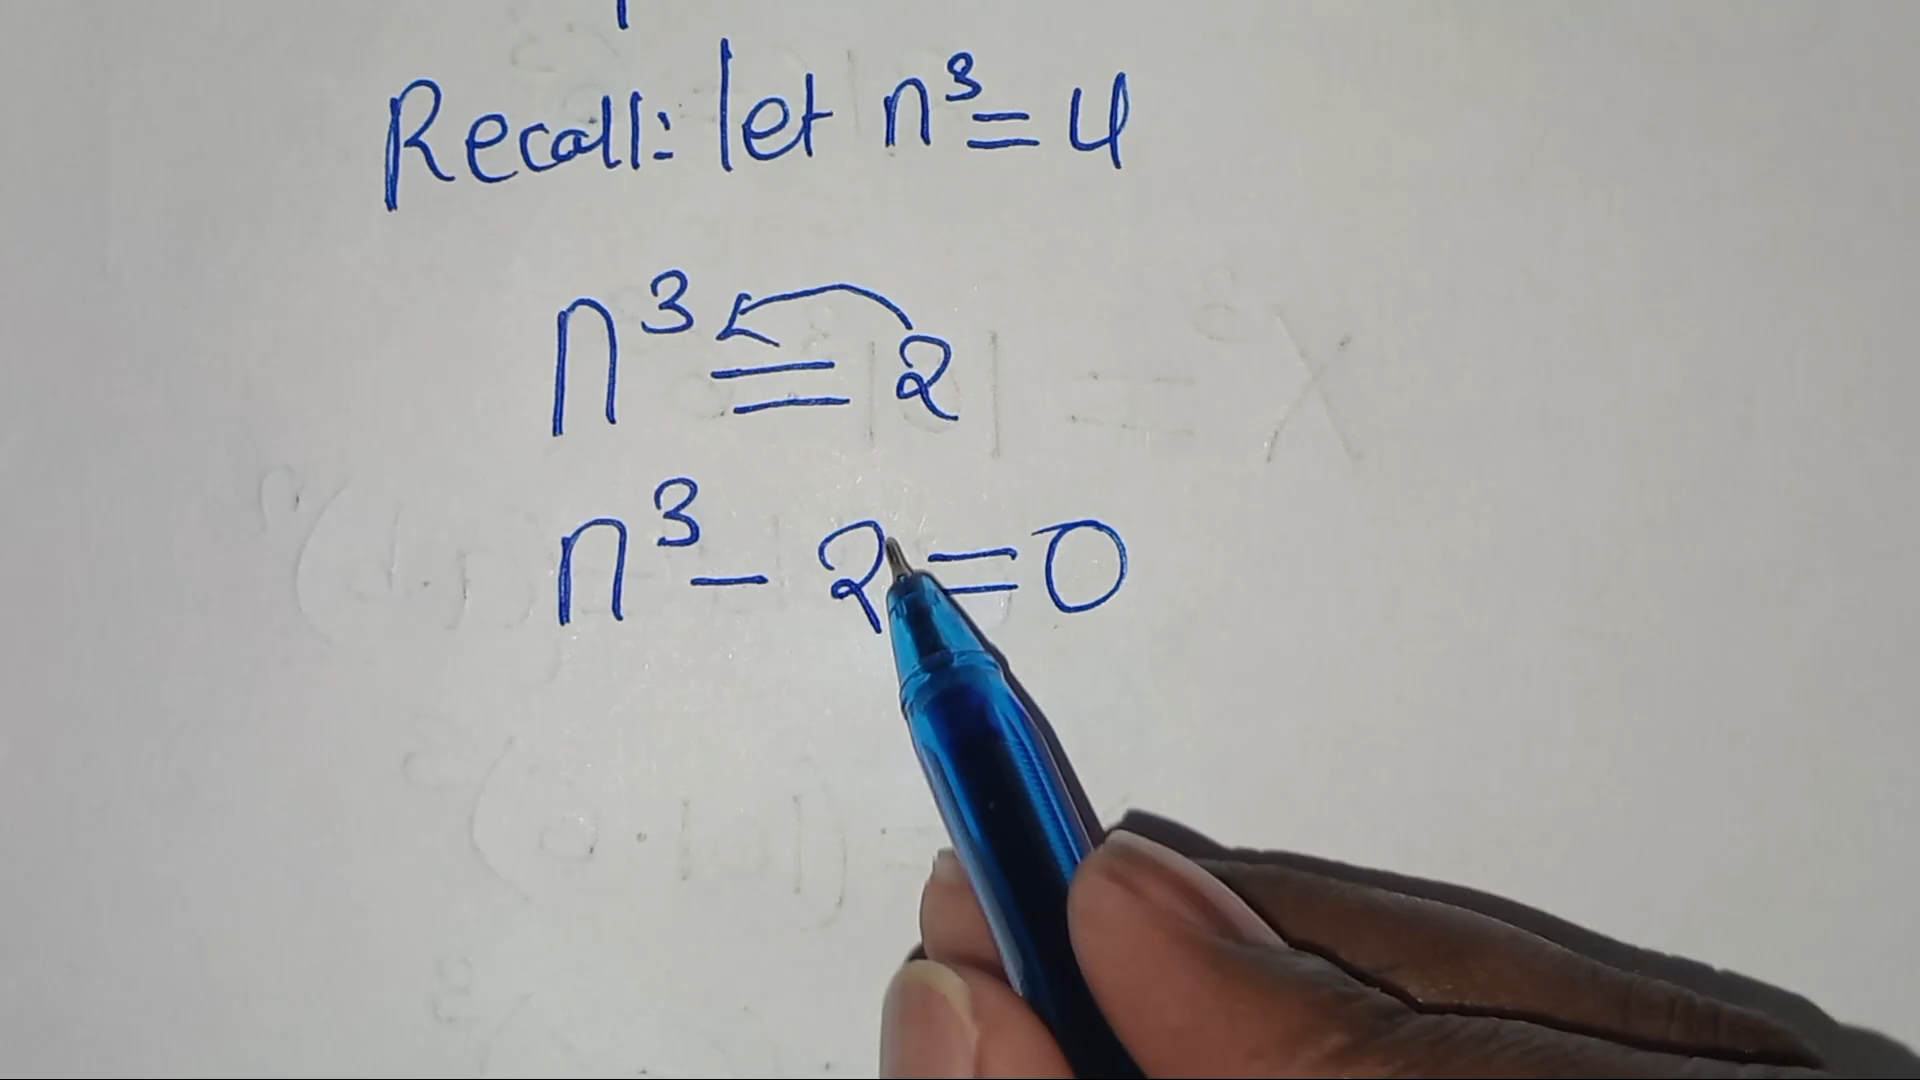 Recall: let n³ = 4
n³ = 2
n³ - 2 = 0